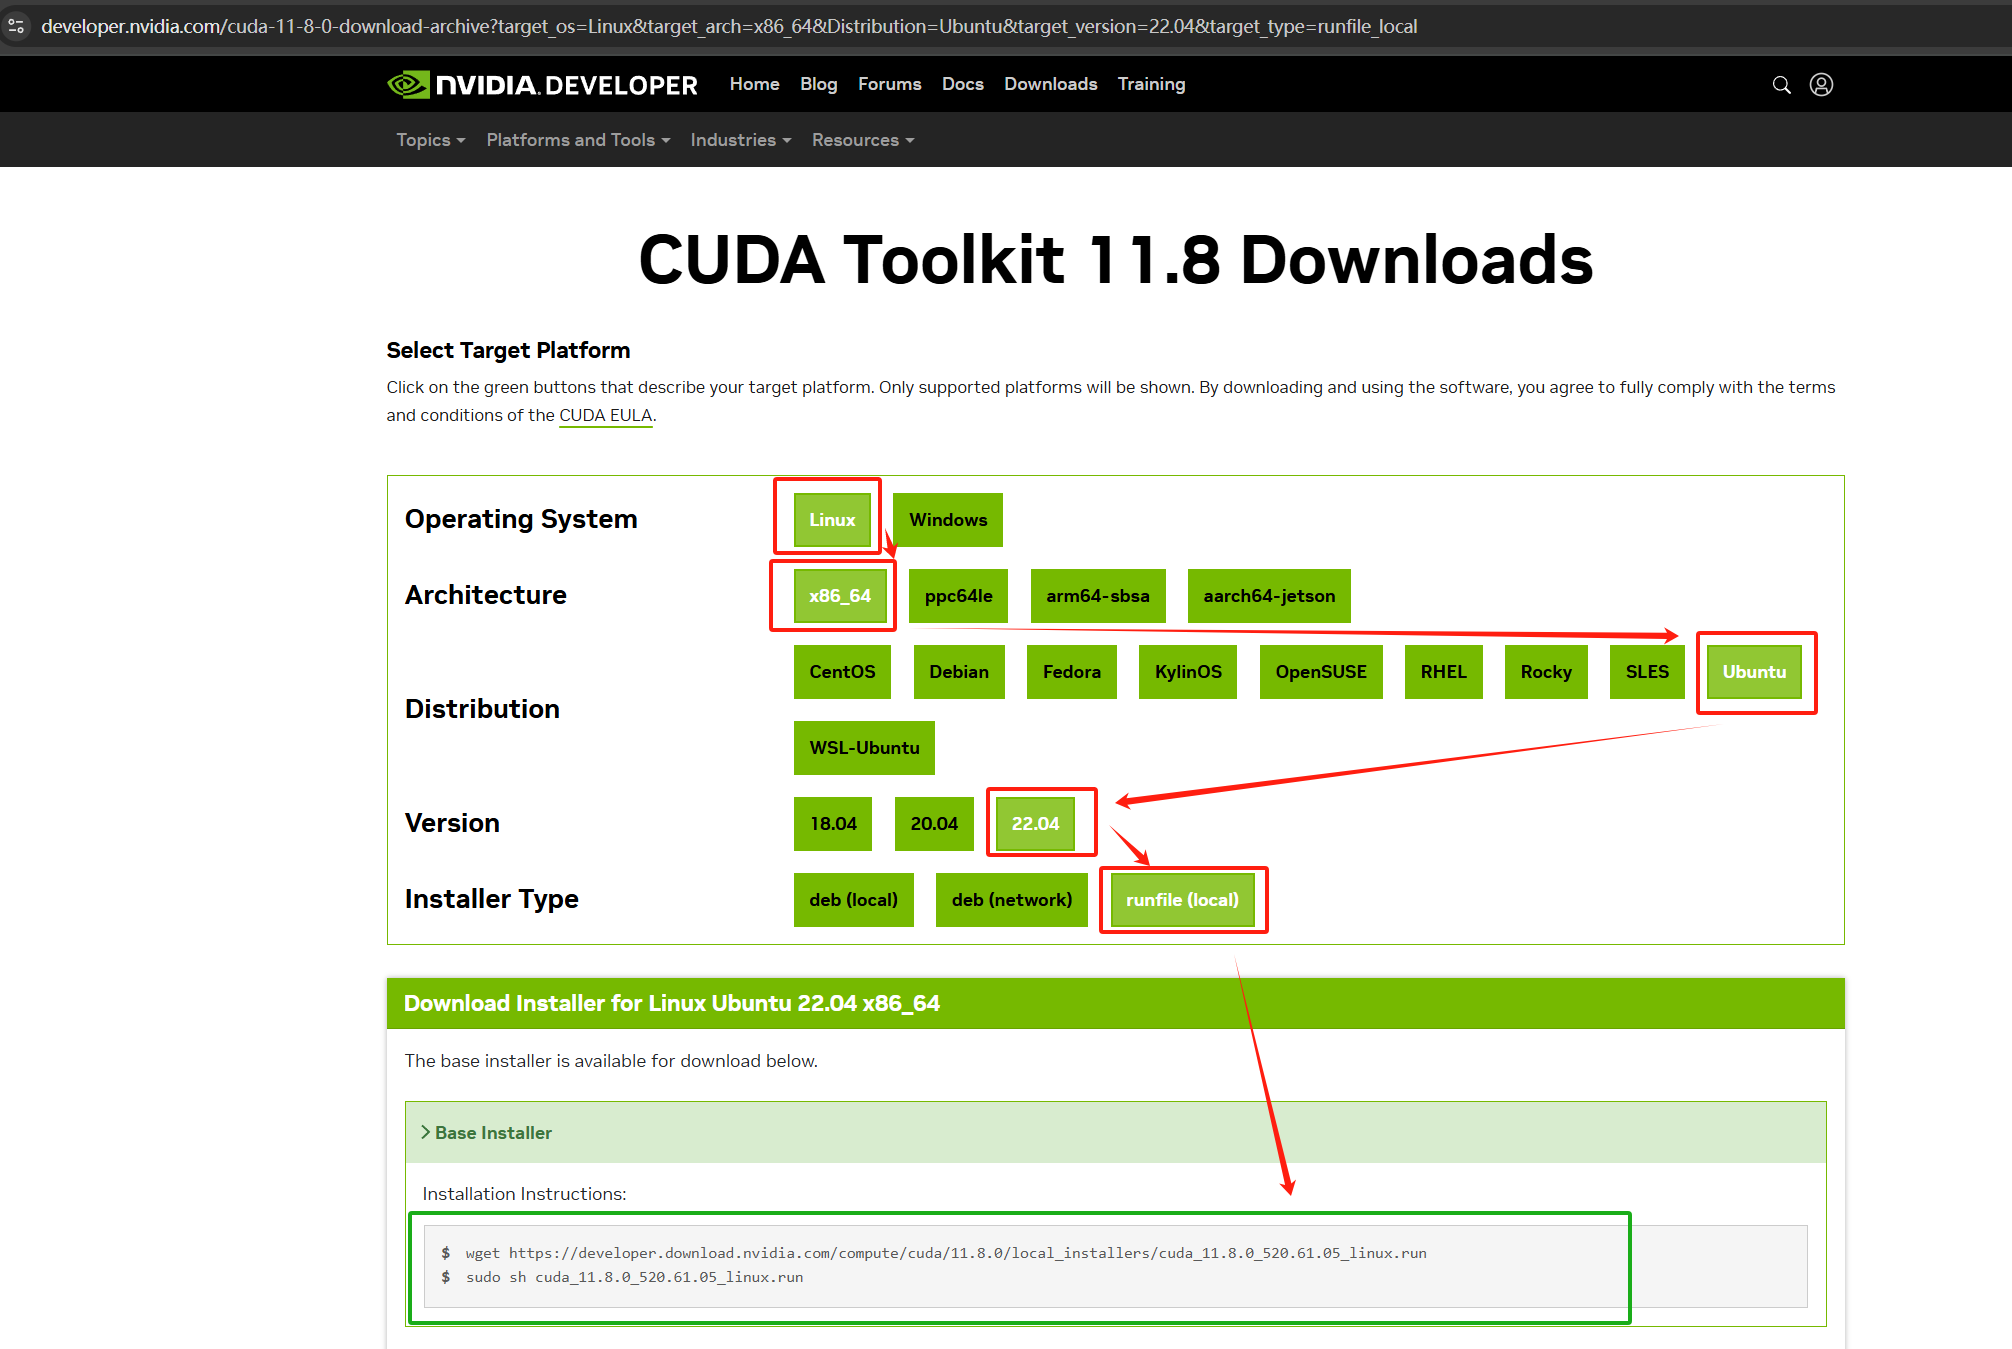 developer.nvidia.com/cuda-11-8-0-download-archive?target_os=Linux&target_arch=x86_64&Distribution=Ubuntu&target_version=22.04&target_type=runfile_local
NVIDIA. DEVELOPER Home Blog Forums Docs Downloads Training
Topics Platforms and Tools Industries Resources
CUDA Toolkit 11.8 Downloads
Select Target Platform
Click on the green buttons that describe your target platform. Only supported platforms will be shown. By downloading and using the software, you agree to fully comply with the terms
and conditions of the CUDA EULA.
Operating System Linux Windows
Architecture x86_64 ppc64le arm64-sbsa aarch64-jetson
Distribution CentOS Debian Fedora KylinOS OpenSUSE RHEL Rocky SLES Ubuntu
WSL-Ubuntu
Version 18.04 20.04 22.04
Installer Type deb (local) deb (network) runfile (local)
Download Installer for Linux Ubuntu 22.04 x86_64
The base installer is available for download below.
Base Installer
Installation Instructions:
$ wget https://developer.download.nvidia.com/compute/cuda/11.8.0/local_installers/cuda_11.8.0_520.61.05_linux.run
$ sudo sh cuda_11.8.0_520.61.05_linux.run